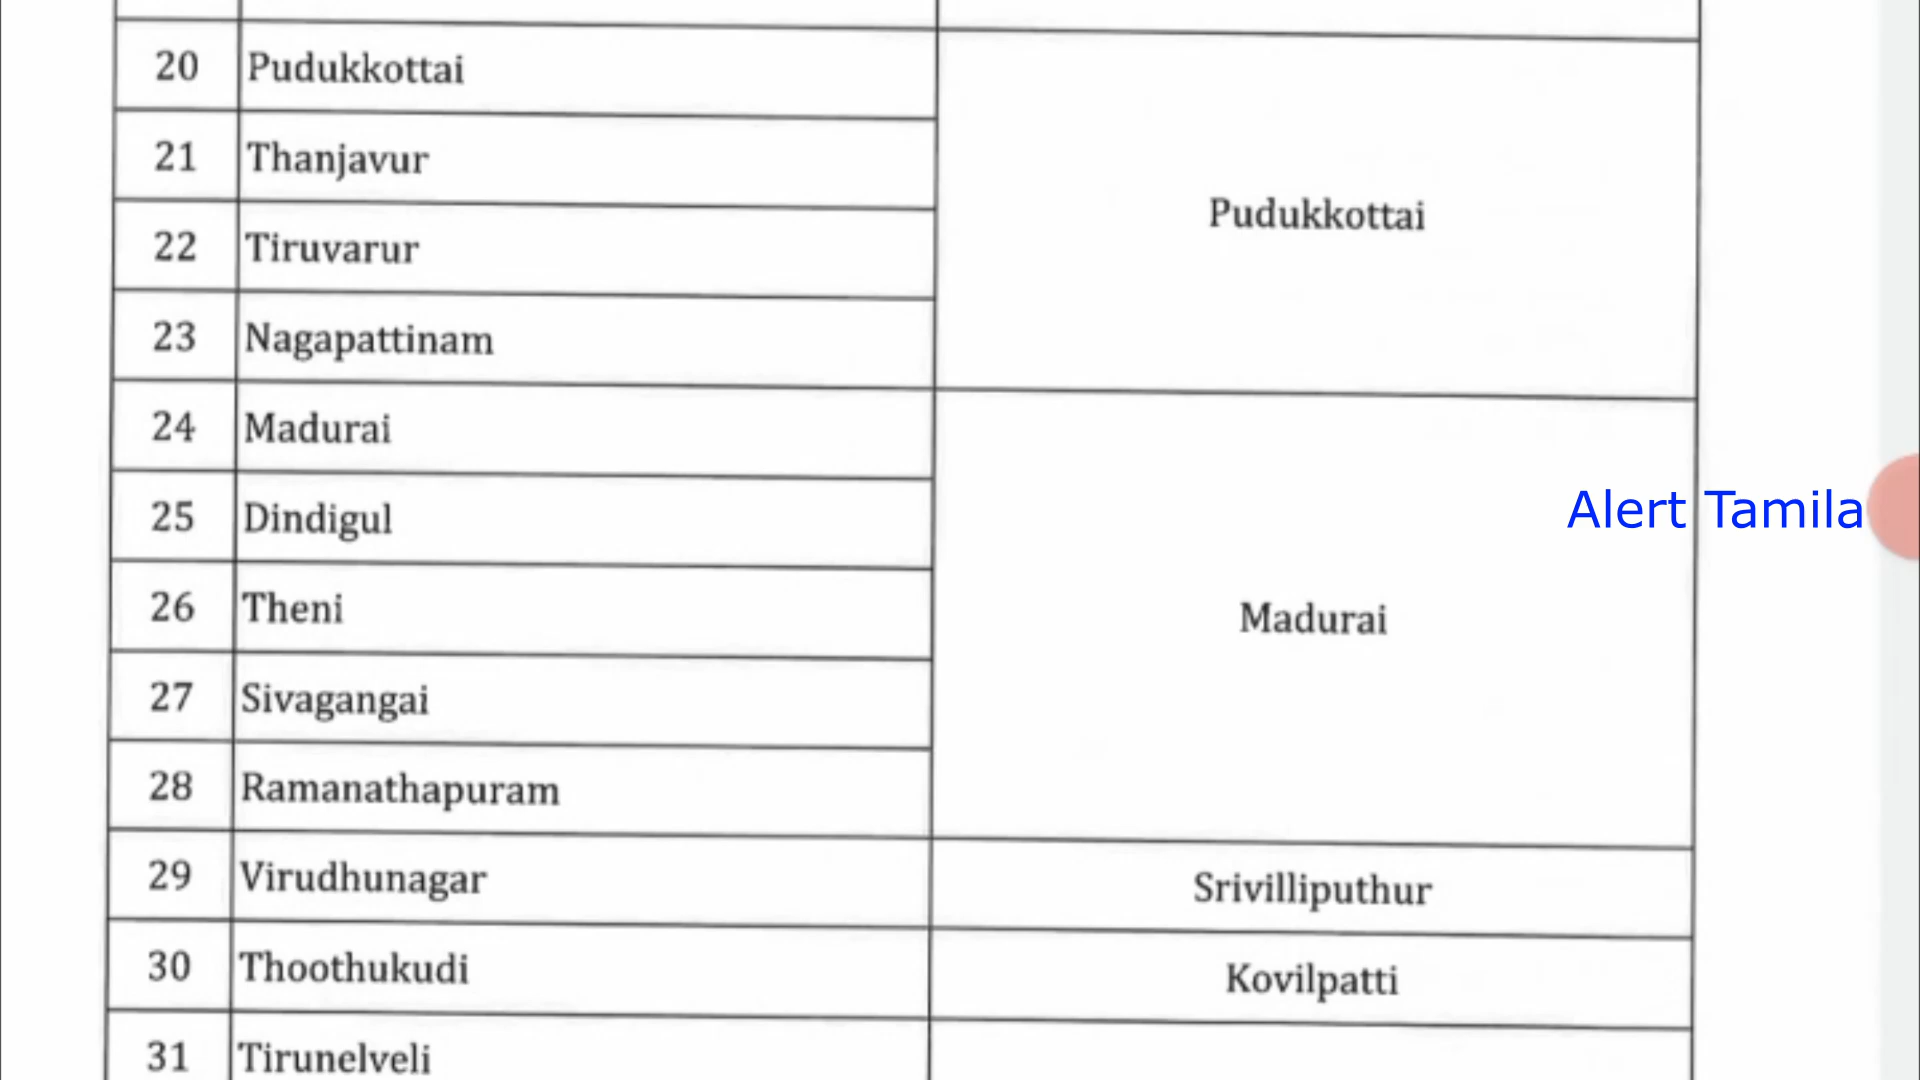 20 Pudukkottai
21 Thanjavur
Pudukkottai
22 Tiruvarur
23 Nagapattinam
24 Madurai
25 Dindigul
Alert Tamila
26 Theni
Madurai
27 Sivagangai
28 Ramanathapuram
29 Virudhunagar Srivilliputhur
30 Thoothukudi Kovilpatti
31 Tirunelveli